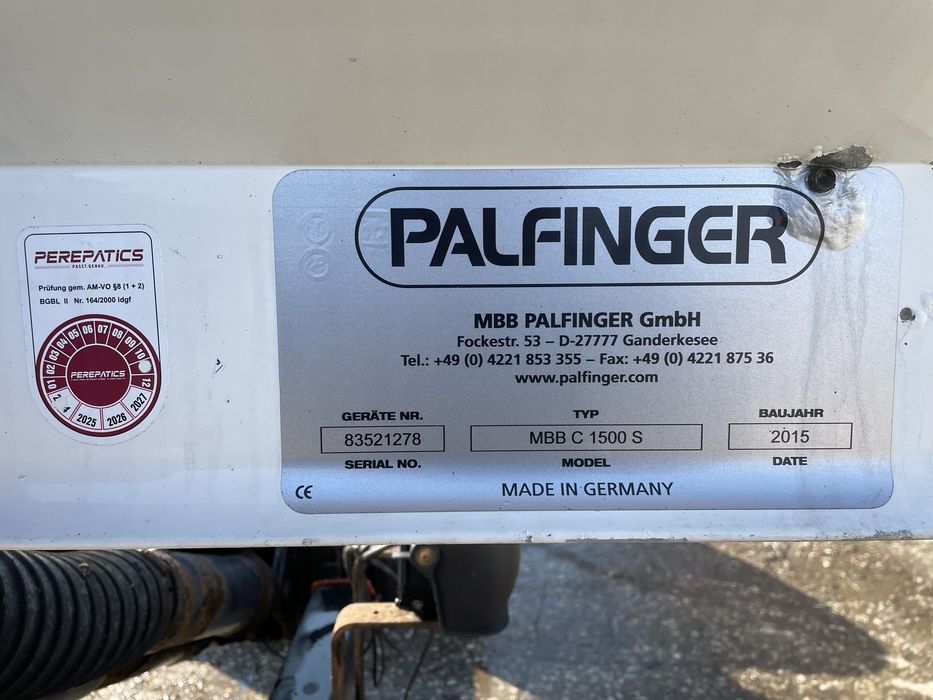 PEREPATICS
PASST.GENAU.
Prüfung gem. AM-VO §8 (1 + 2)
BGBL II Nr. 164/2000 idgf
01 02 03 04 05 06 07 08 09 10 12
PEREPATICS
2025 2026 2027
PALFINGER
MBB PALFINGER GmbH
Fockestr. 53 – D-27777 Ganderkesee
Tel.: +49 (0) 4221 853 355 – Fax: +49 (0) 4221 875 36
www.palfinger.com
GERÄTE NR. TYP BAUJAHR
83521278 MBB C 1500 S 2015
SERIAL NO. MODEL DATE
CE MADE IN GERMANY